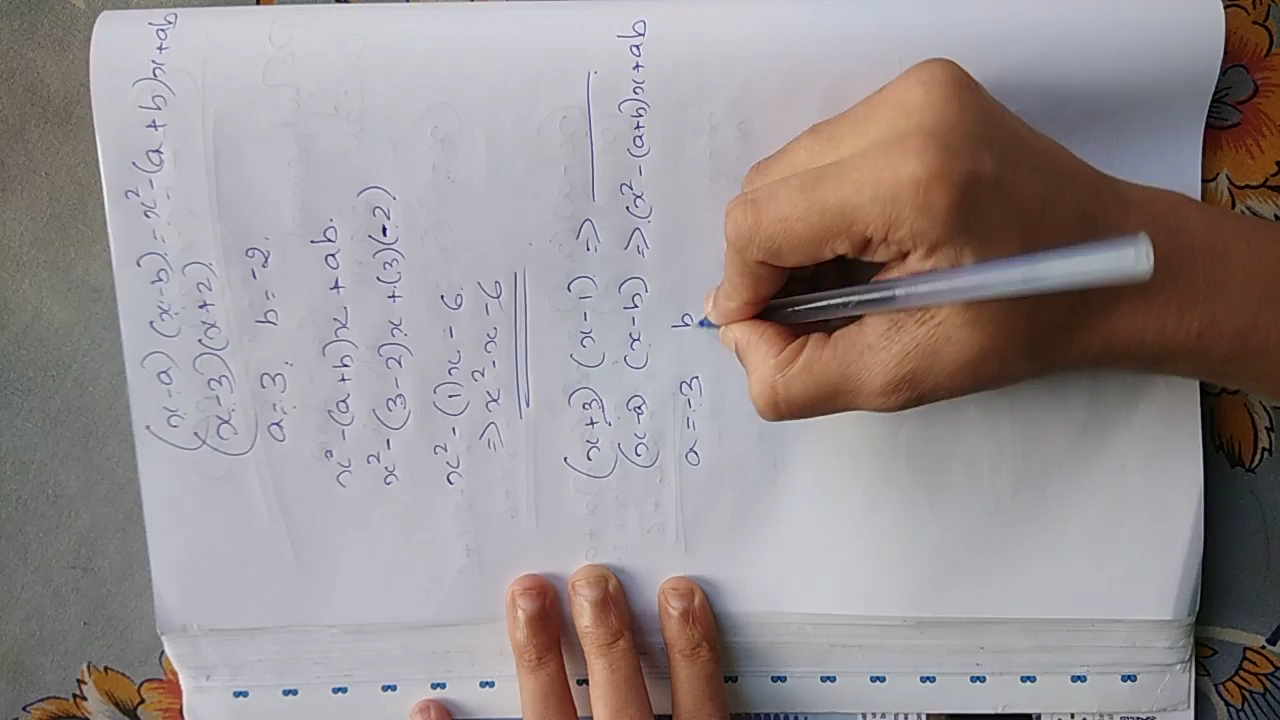 (x-a)(x-b) = x² - (a+b)x + ab
(x-3)(x+2)
a = 3. b = -2.
x² - (a+b)x + ab.
x² - (3-2)x + (3)(-2)
x² - (1)x - 6.
=> x² - x - 6
(x+3)(x-1) => ____
(x-a)(x-b) => (x² - (a+b)x + ab
a = -3 b